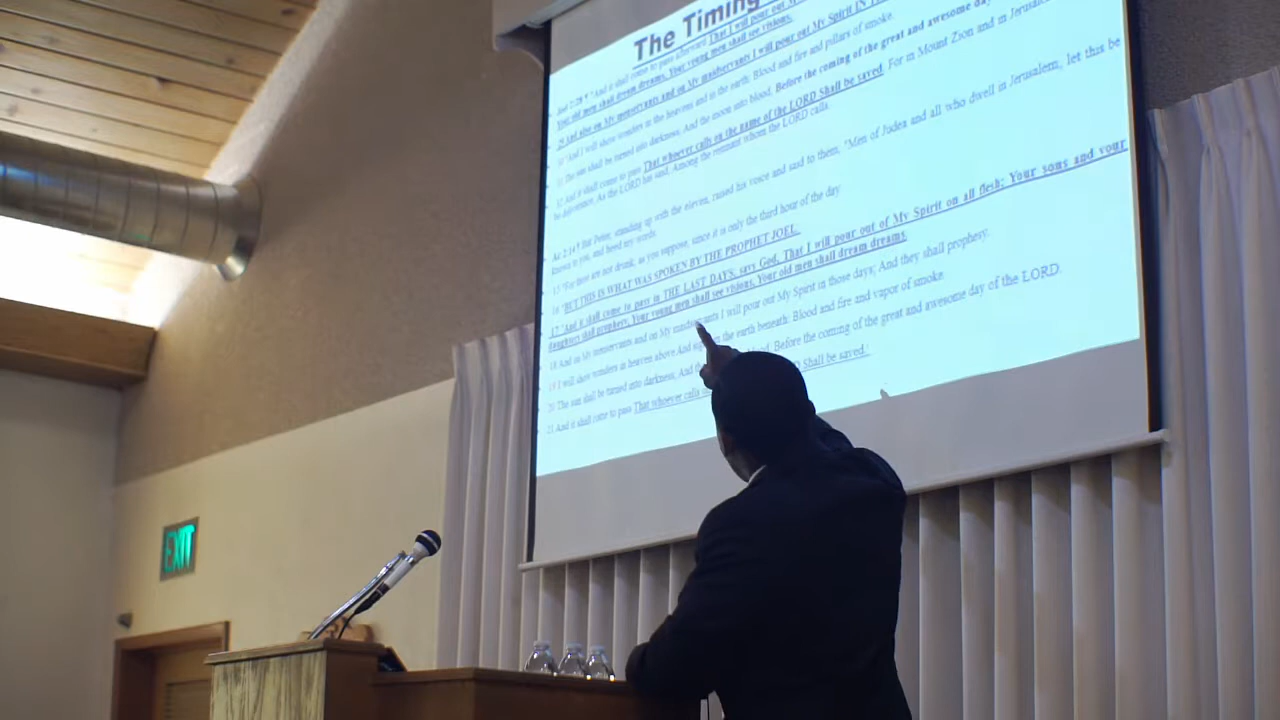 The Timing
Joel 2:28 ¶ "And it shall come to pass afterward That I will pour out M
Your old men shall dream dreams, Your young men shall see visions.
29 And also on My menservants and on My maidservants I will pour out My Spirit IN
30 "And I will show wonders in the heavens and in the earth: Blood and fire and pillars of smoke.
31 The sun shall be turned into darkness, And the moon into blood, Before the coming of the great and awesome day
32 And it shall come to pass That whoever calls on the name of the LORD Shall be saved. For in Mount Zion and in Jerusalem
be deliverance, As the LORD has said, Among the remnant whom the LORD calls.
Ac 2:14 ¶ But Peter, standing up with the eleven, raised his voice and said to them, "Men of Judea and all who dwell in Jerusalem, let this be
known to you, and heed my words.
15 "For these are not drunk, as you suppose, since it is only the third hour of the day.
16 "BUT THIS IS WHAT WAS SPOKEN BY THE PROPHET JOEL:
17 'And it shall come to pass in THE LAST DAYS, says God, That I will pour out of My Spirit on all flesh; Your sons and your
daughters shall prophesy, Your young men shall see visions, Your old men shall dream dreams.
18 And on My menservants and on My maidservants I will pour out My Spirit in those days; And they shall prophesy.
19 I will show wonders in heaven above And signs in the earth beneath: Blood and fire and vapor of smoke.
20 The sun shall be turned into darkness, And th blood, Before the coming of the great and awesome day of the LORD.
21 And it shall come to pass That whoever calls Shall be saved.'
EXIT